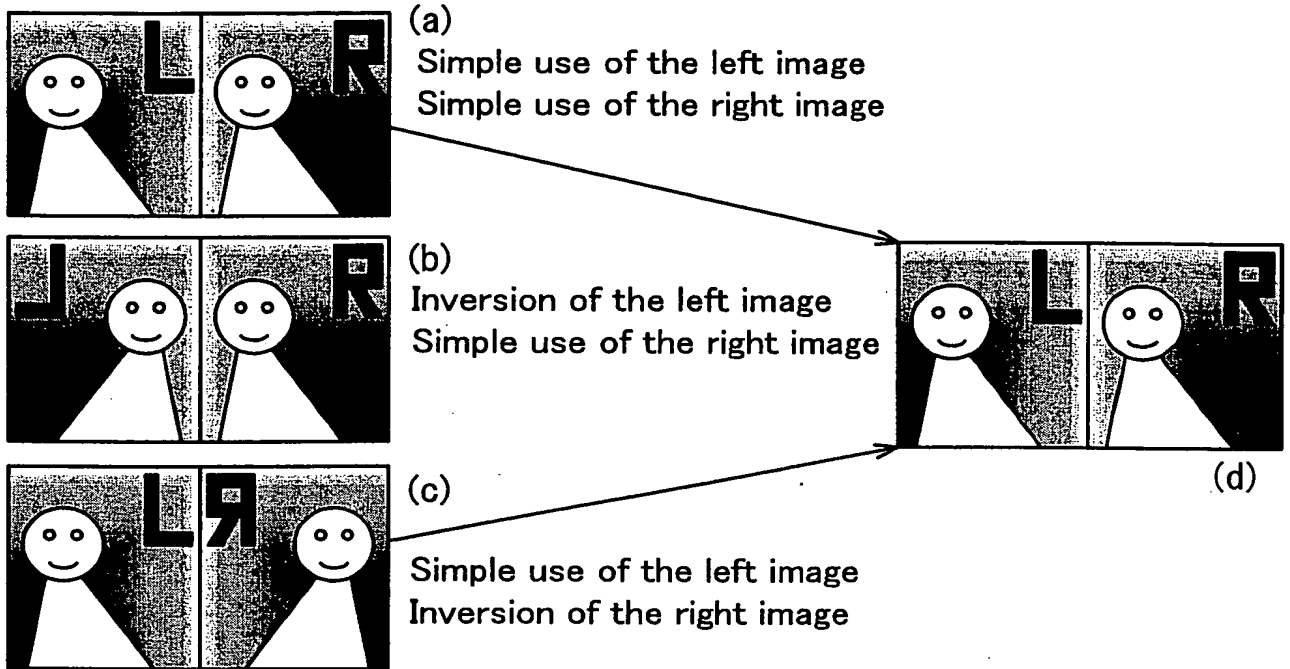 L R
(a)
Simple use of the left image
Simple use of the right image
⅃ R
(b)
Inversion of the left image
Simple use of the right image
L R
(d)
L Я
(c)
Simple use of the left image
Inversion of the right image